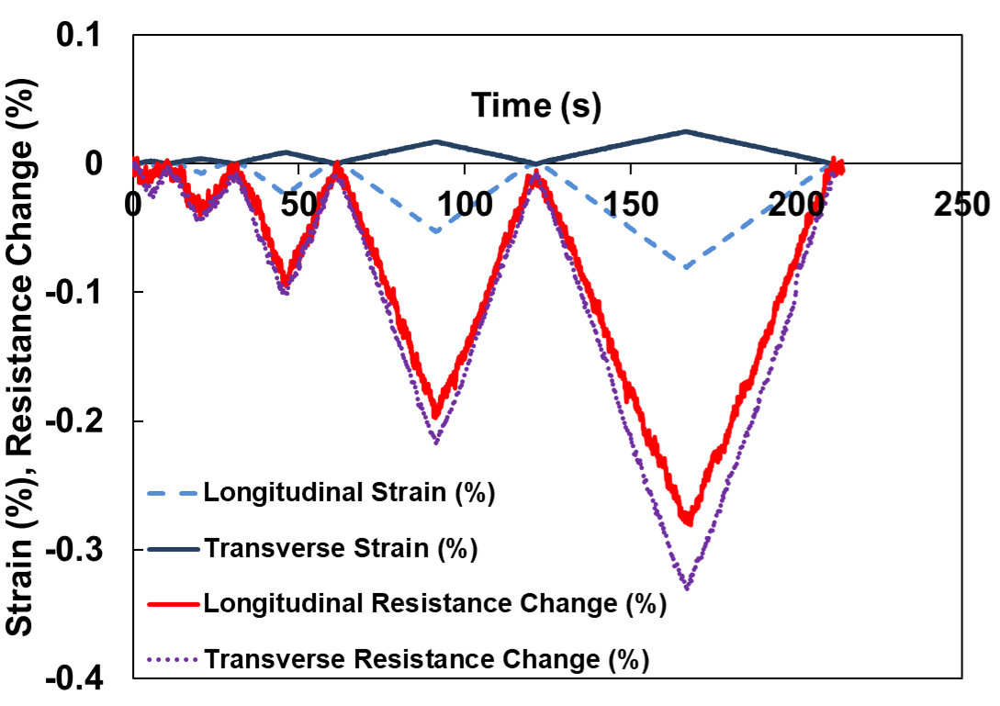 Strain (%), Resistance Change (%)
0.1
0
-0.1
-0.2
-0.3
-0.4
Time (s)
0 50 100 150 200 250
Longitudinal Strain (%)
Transverse Strain (%)
Longitudinal Resistance Change (%)
Transverse Resistance Change (%)